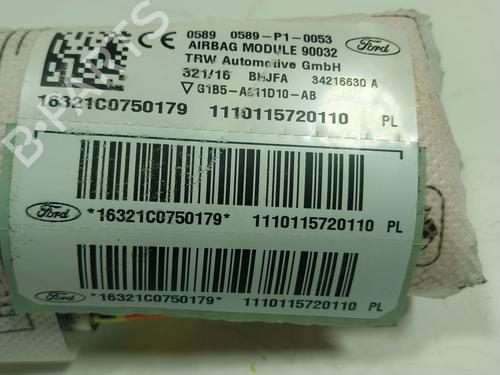 0589 0589-P1-0053
AIRBAG MODULE 90032
TRW Automotive GmbH
321/16 BHJFA 34216630 A
G1B5-A611D10-AB
Ford
16321C0750179 1110115720110 PL
Ford *16321C0750179* 1110115720110 PL
Ford *16321C0750179* 1110115720110 PL
B PARTS